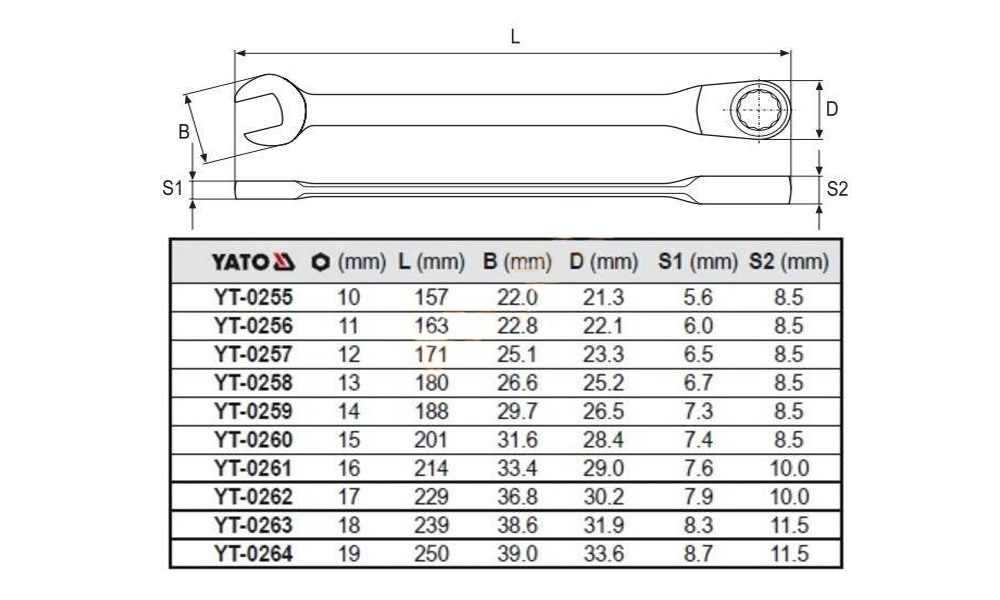 L
B
D
S1
S2
YATO (mm) L (mm) B (mm) D (mm) S1 (mm) S2 (mm)
YT-0255 10 157 22.0 21.3 5.6 8.5
YT-0256 11 163 22.8 22.1 6.0 8.5
YT-0257 12 171 25.1 23.3 6.5 8.5
YT-0258 13 180 26.6 25.2 6.7 8.5
YT-0259 14 188 29.7 26.5 7.3 8.5
YT-0260 15 201 31.6 28.4 7.4 8.5
YT-0261 16 214 33.4 29.0 7.6 10.0
YT-0262 17 229 36.8 30.2 7.9 10.0
YT-0263 18 239 38.6 31.9 8.3 11.5
YT-0264 19 250 39.0 33.6 8.7 11.5